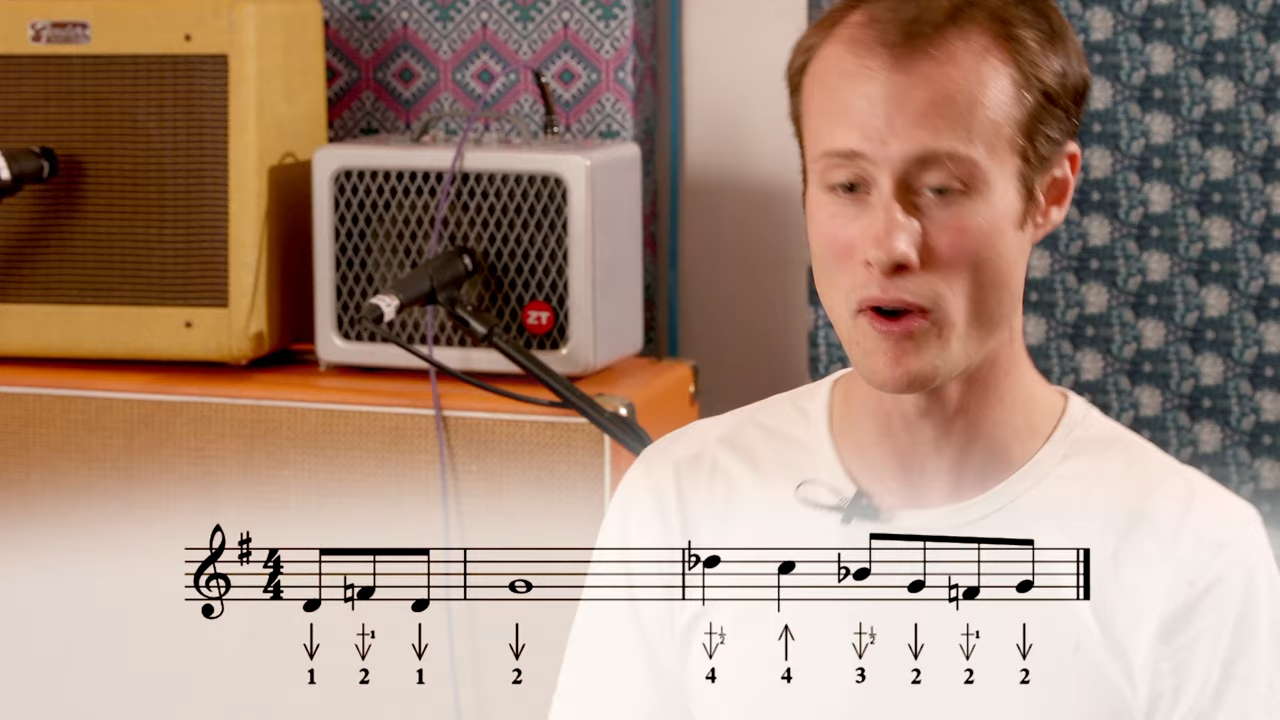 Fender
ZT
4
4
↓ ↓1 ↓ ↓ ↓½ ↑ ↓½ ↓ ↓1 ↓
1 2 1 2 4 4 3 2 2 2